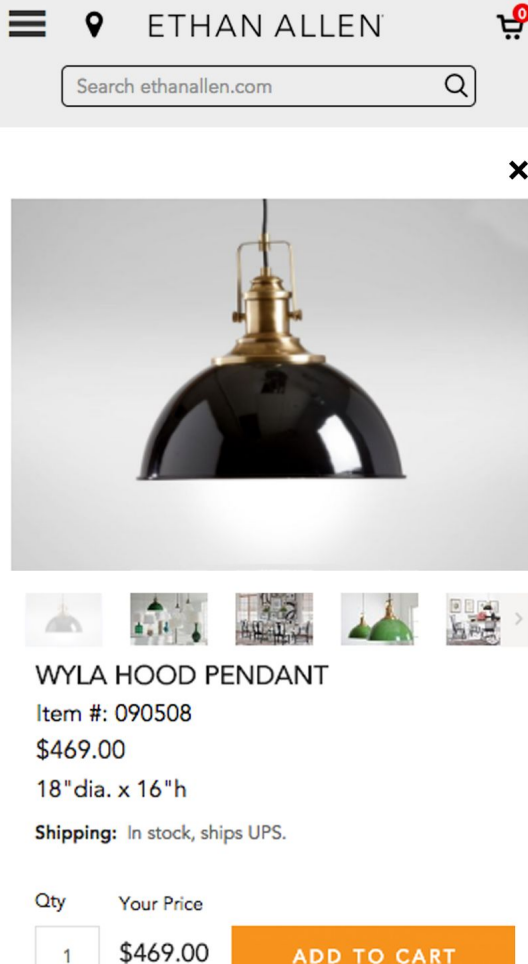 0
ETHAN ALLEN
Search ethanallen.com
WYLA HOOD PENDANT
Item #: 090508
$469.00
18"dia. x 16"h
Shipping: In stock, ships UPS.
Qty Your Price
1 $469.00 ADD TO CART